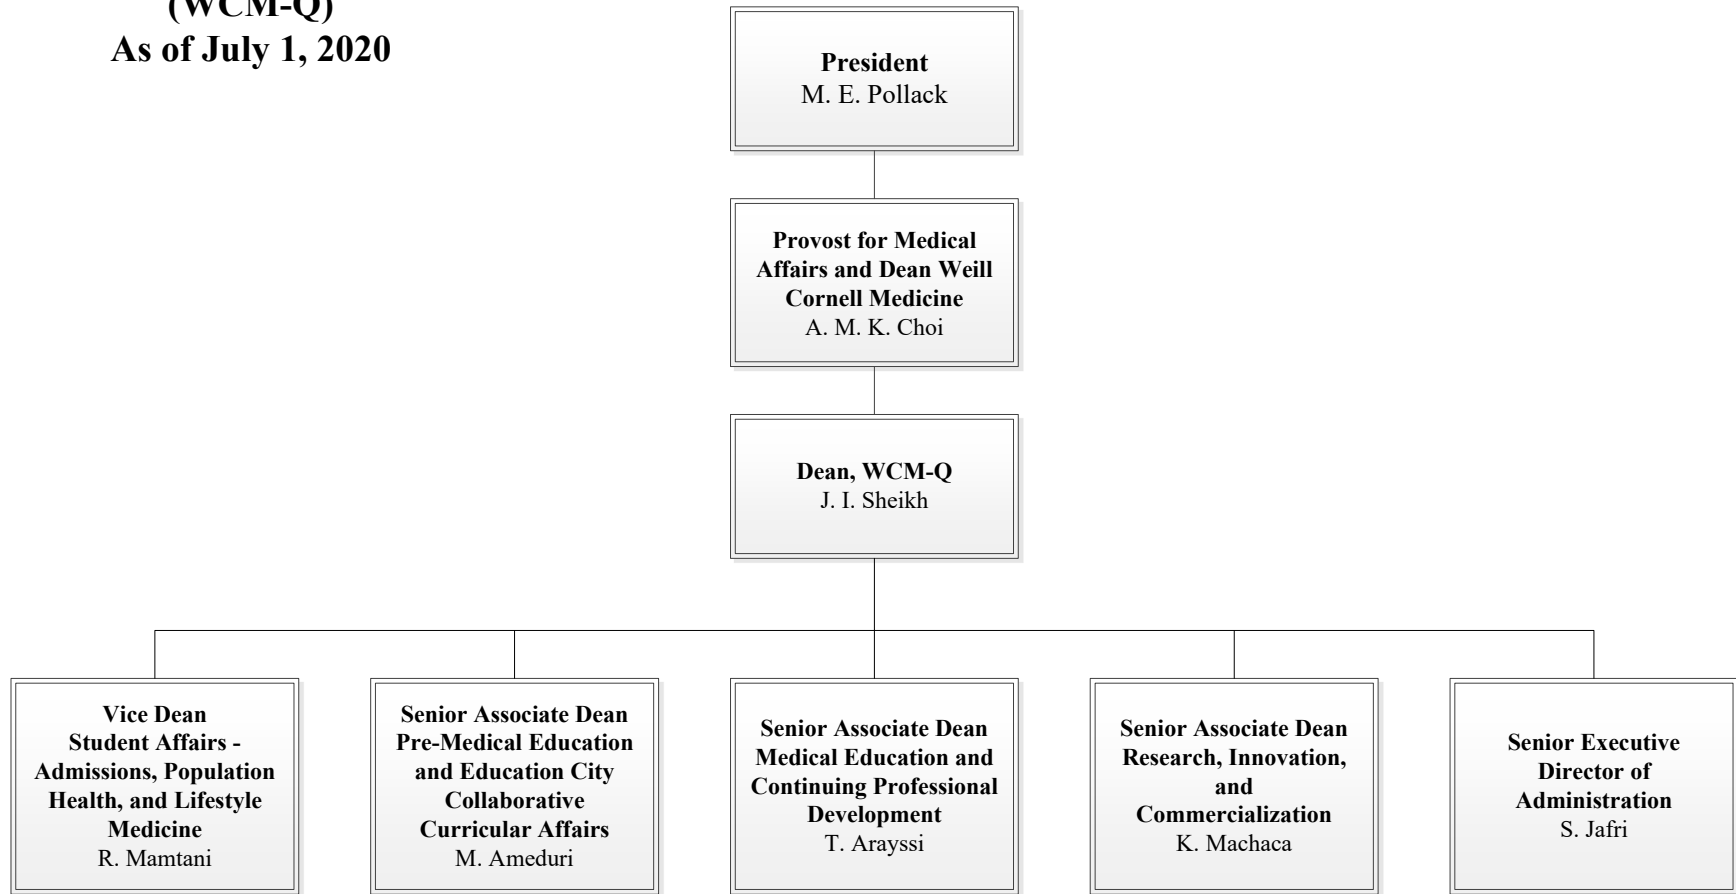 (WCM-Q)
As of July 1, 2020
President
M. E. Pollack
Provost for Medical
Affairs and Dean Weill
Cornell Medicine
A. M. K. Choi
Dean, WCM-Q
J. I. Sheikh
Vice Dean
Student Affairs -
Admissions, Population
Health, and Lifestyle
Medicine
R. Mamtani
Senior Associate Dean
Pre-Medical Education
and Education City
Collaborative
Curricular Affairs
M. Ameduri
Senior Associate Dean
Medical Education and
Continuing Professional
Development
T. Arayssi
Senior Associate Dean
Research, Innovation,
and
Commercialization
K. Machaca
Senior Executive
Director of
Administration
S. Jafri